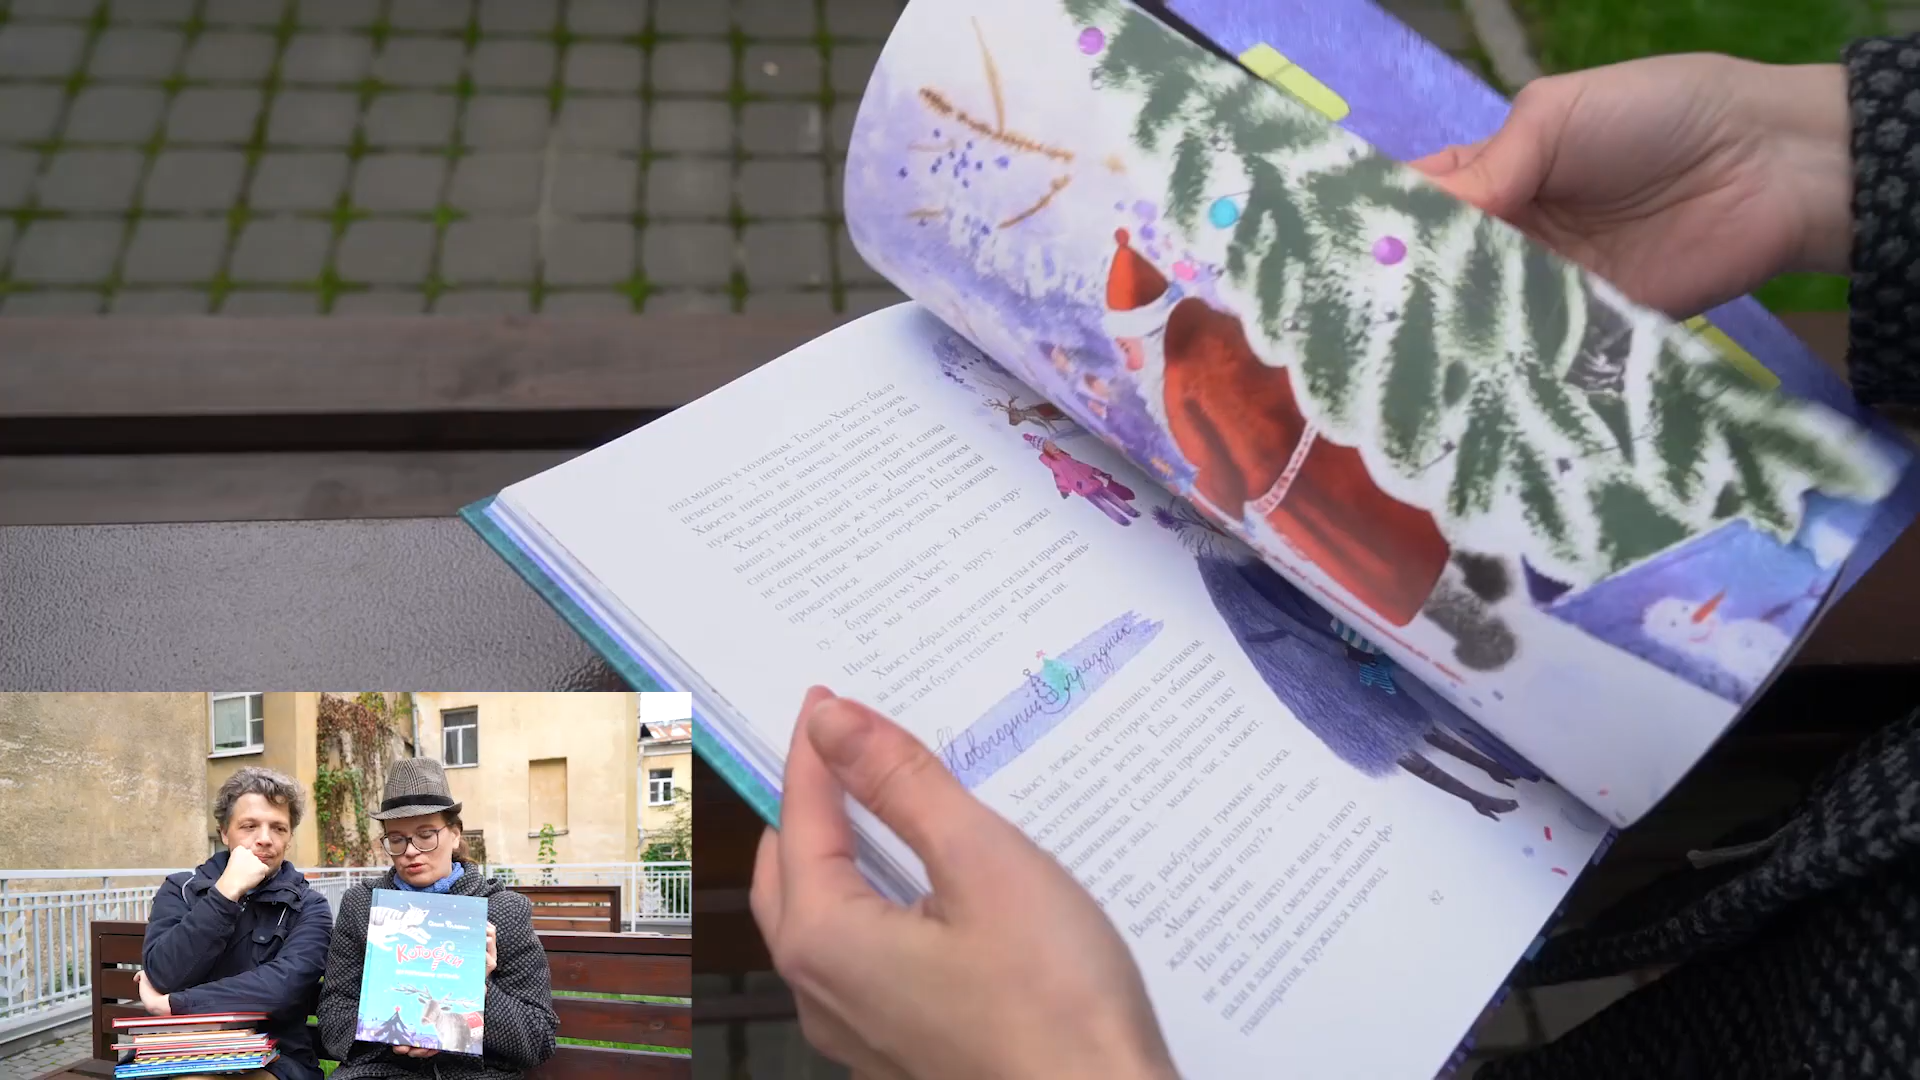 под мышку к хозяевам. Только Хвосту было
невесело – у него больше не было хозяев.
Хвоста никто не замечал, никому не был
нужен замёрзший потерявшийся кот.
Хвост побрёл куда глаза глядят и снова
вышел к новогодней ёлке. Нарисованные
снеговики всё так же улыбались и совсем
не сочувствовали бедному коту. Под ёлкой
олень Нильс ждал очередных желающих
прокатиться.
– Заколдованный парк.. Я хожу по кру-
гу, – буркнул ему Хвост.
– Все мы ходим по кругу, – ответил
Нильс.
Хвост собрал последние силы и прыгнул
за загородку вокруг ёлки. «Там ветра мень-
ше, там будет теплее», – решил он.
Новогодний праздник
Хвост лежал, свернувшись калачиком,
под ёлкой, со всех сторон его обнимали
искусственные ветки. Ёлка тихонько
покачивалась от ветра, гирлянда в такт
позвякивала. Сколько прошло време-
ни, он не знал, – может, час, а может,
и день.
Кота разбудили громкие голоса.
Вокруг ёлки было полно народа.
«Может, меня ищут?», – с наде-
ждой подумал он.
Но нет, его никто не видел, никто
не искал. Люди смеялись, дети хло-
пали в ладоши, мелькали вспышки фо-
тоаппаратов, кружился хоровод.
82
Котоёлки